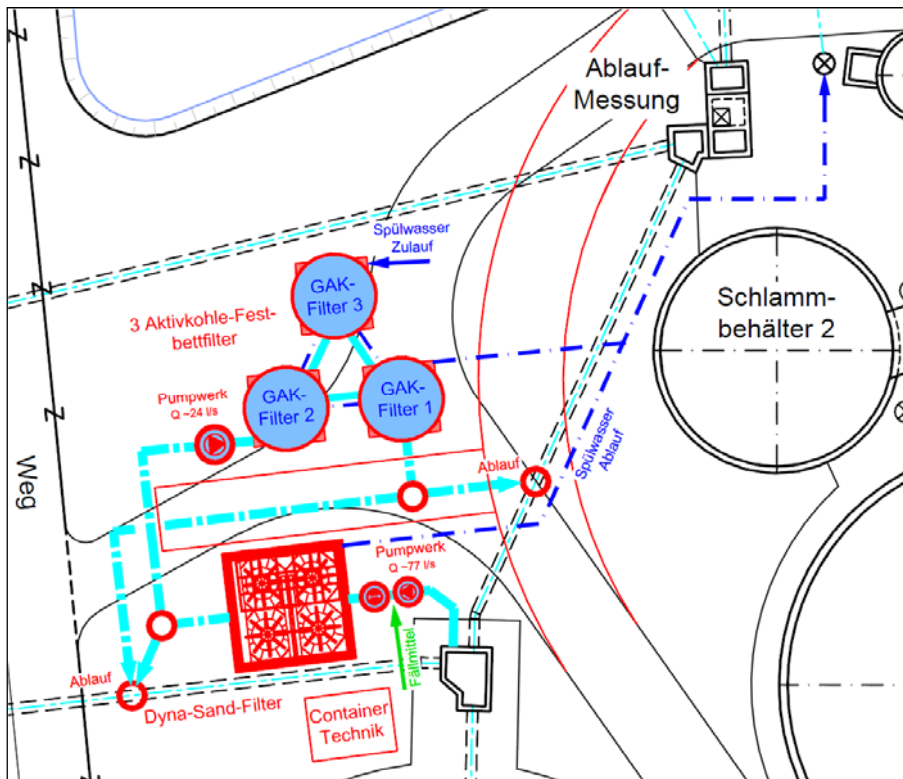 Ablauf-
Messung
Spülwasser
Zulauf
GAK-
Filter 3
3 Aktivkohle-Fest-
bettfilter
Schlamm-
behälter 2
Pumpwerk
Q ~24 l/s
GAK-
Filter 2
GAK-
Filter 1
Weg
Ablauf
Spülwasser
Ablauf
Pumpwerk
Q ~77 l/s
Fällmittel
Ablauf
Dyna-Sand-Filter
Container
Technik